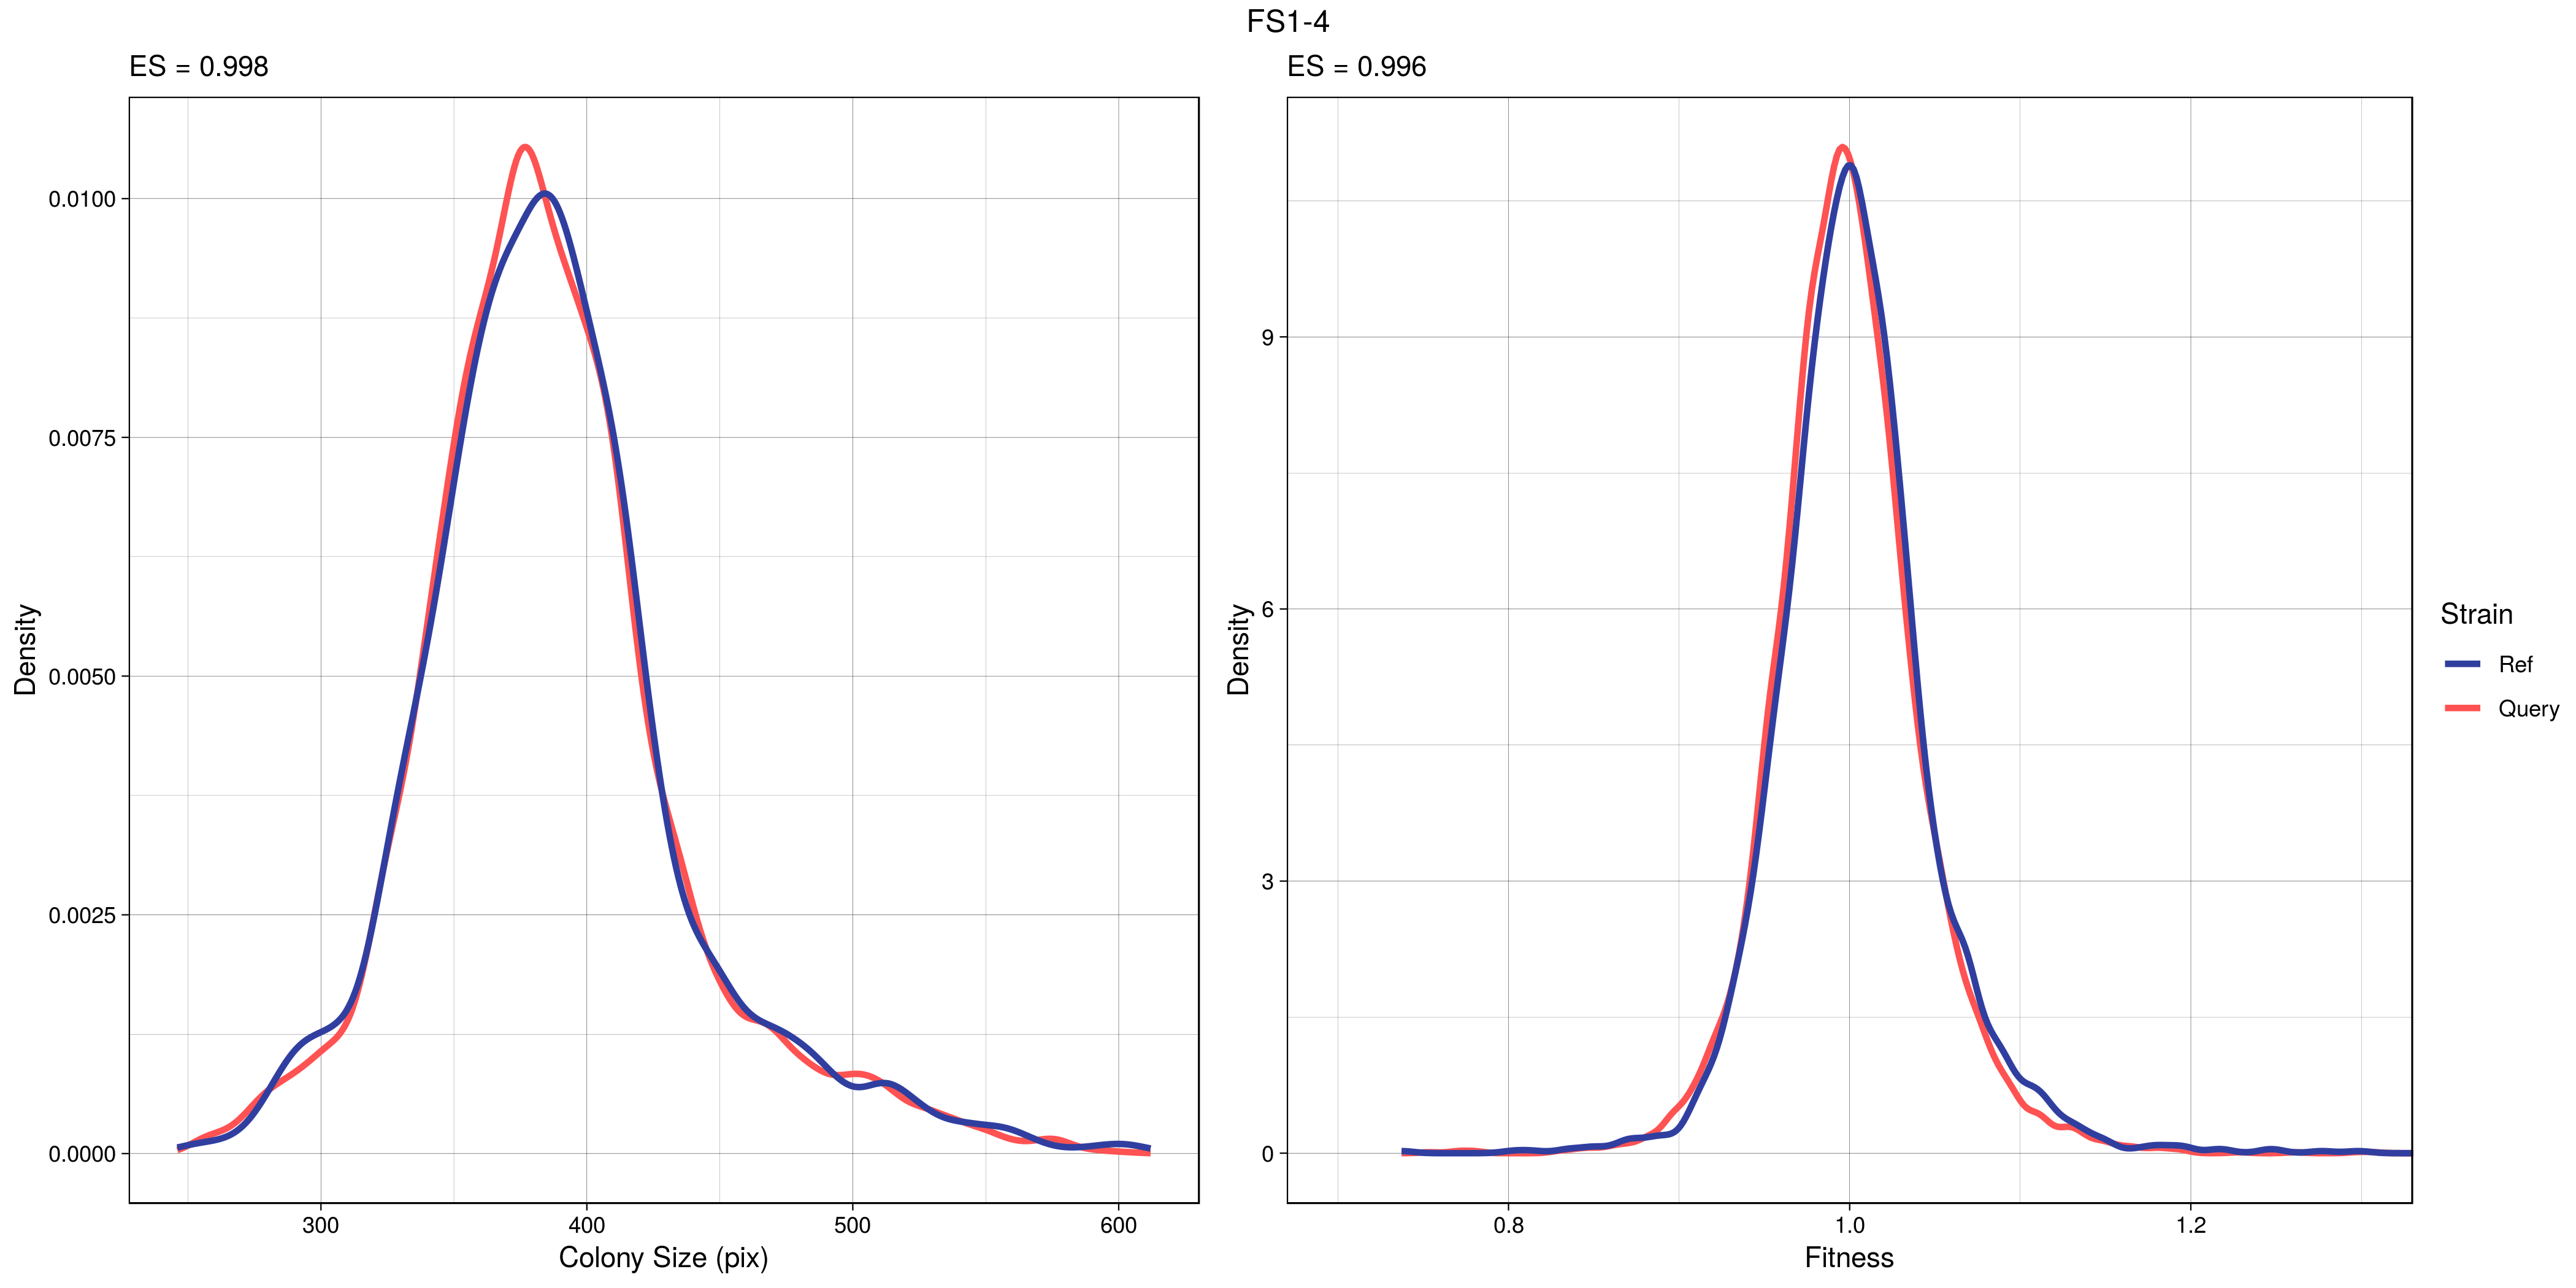 FS1-4
ES = 0.998
Density
0.0100
0.0075
0.0050
0.0025
0.0000
300
400
500
600
Colony Size (pix)
ES = 0.996
Density
9
6
3
0
0.8
1.0
1.2
Fitness
Strain
Ref
Query